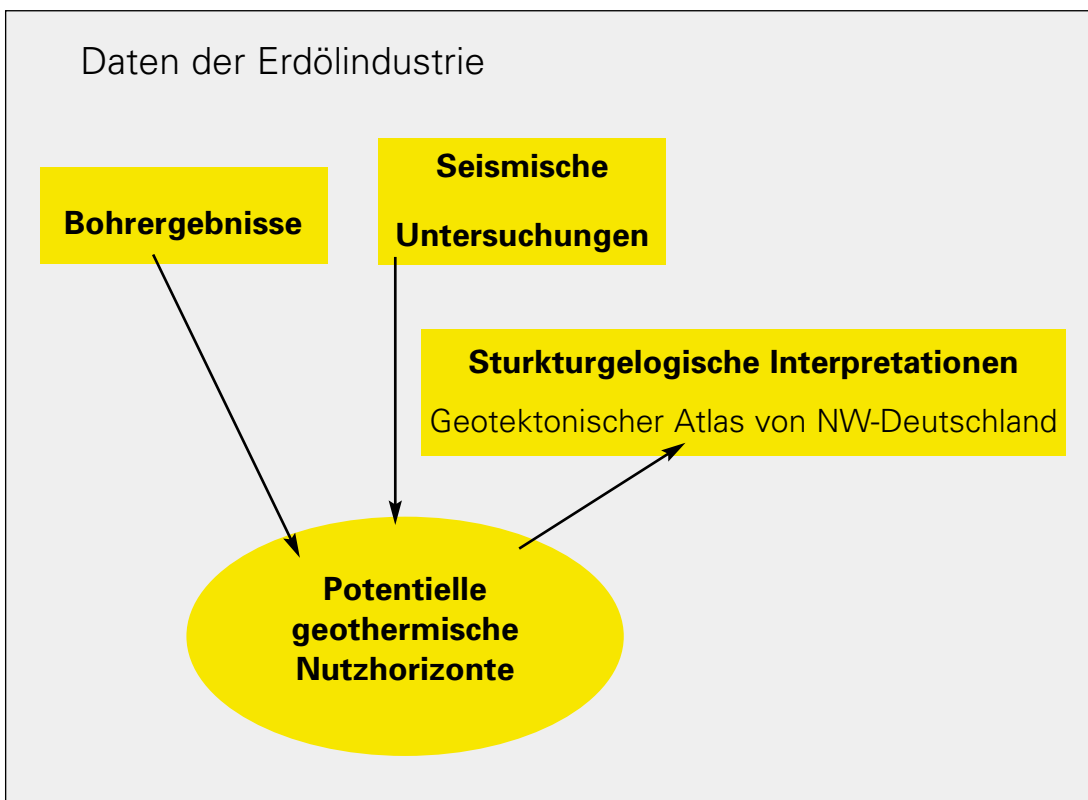 Daten der Erdölindustrie
Bohrergebnisse
Seismische
Untersuchungen
Sturkturgelogische Interpretationen
Geotektonischer Atlas von NW-Deutschland
Potentielle
geothermische
Nutzhorizonte